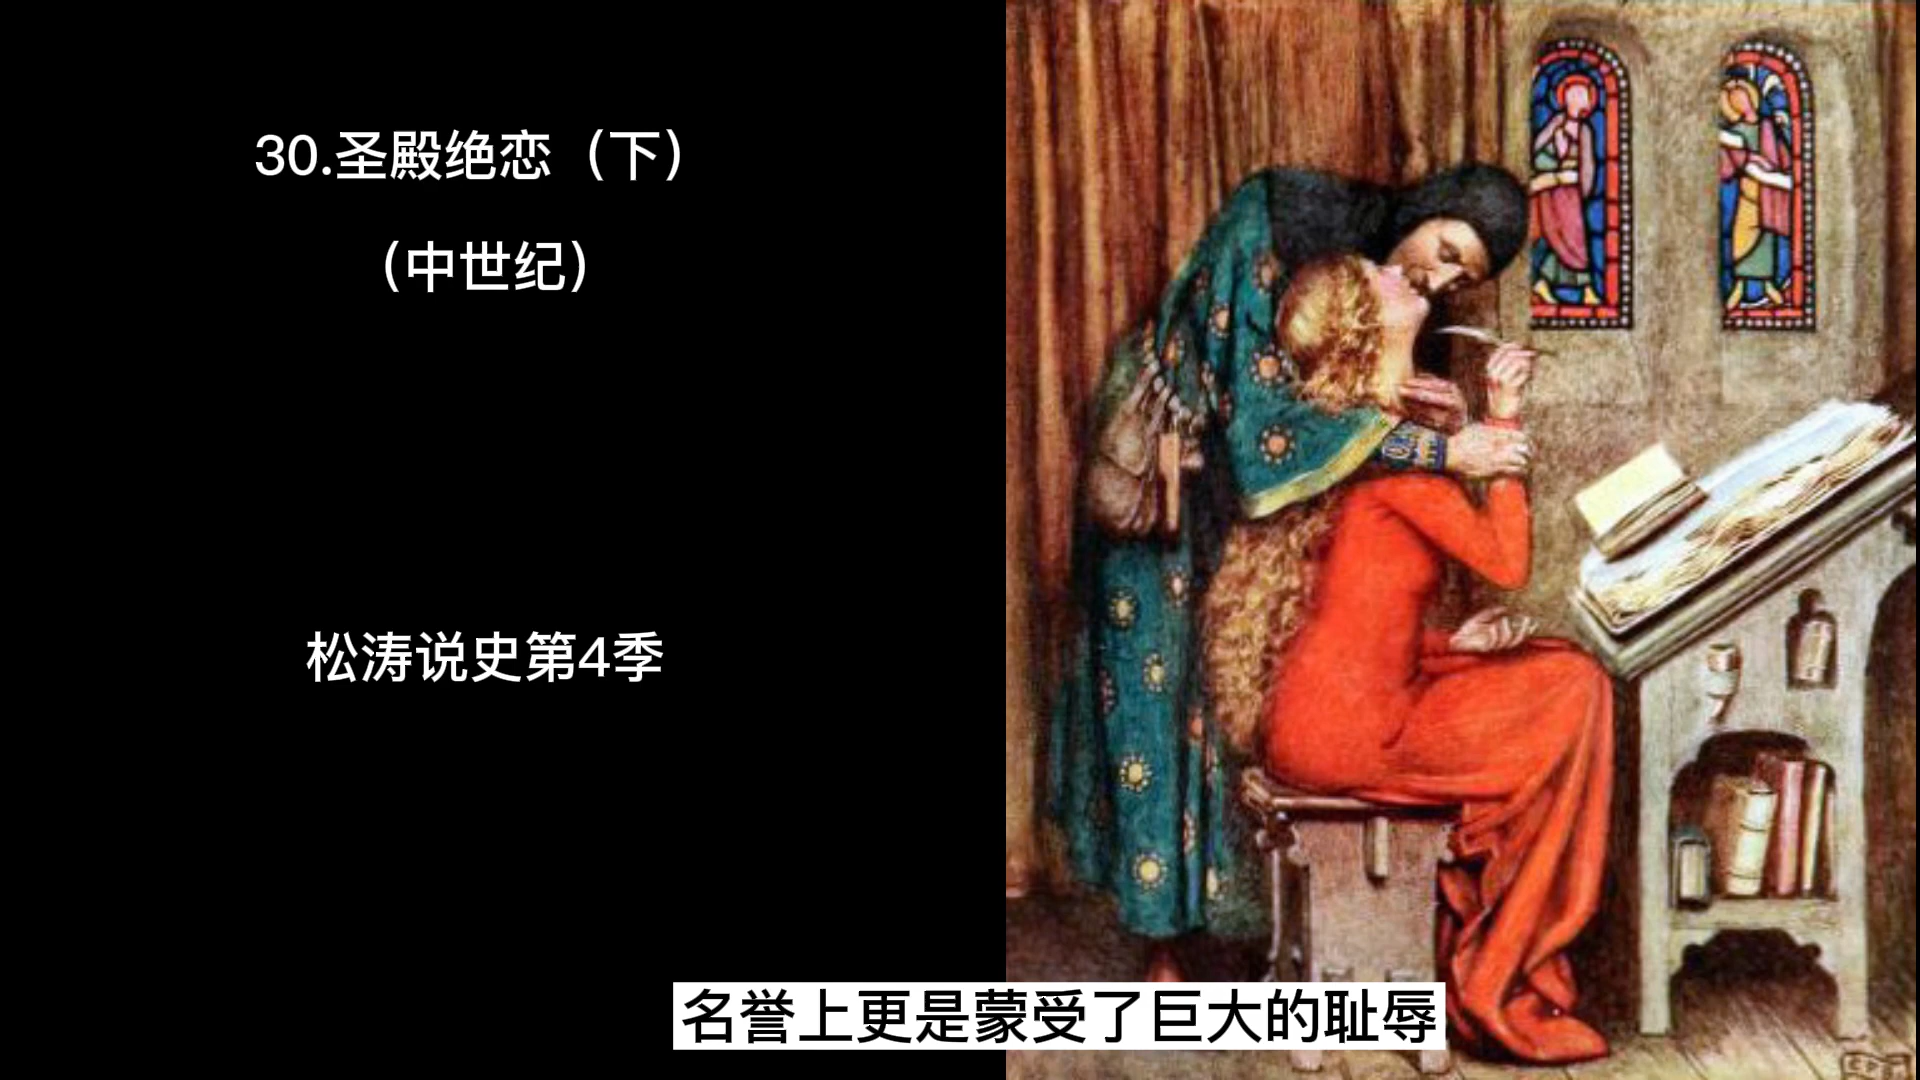 30.圣殿绝恋（下）
（中世纪）
松涛说史第4季
名誉上更是蒙受了巨大的耻辱